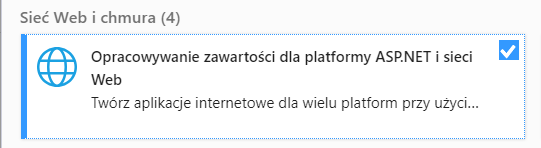 Sieć Web i chmura (4)
Opracowywanie zawartości dla platformy ASP.NET i sieci
Web
Twórz aplikacje internetowe dla wielu platform przy użyci...